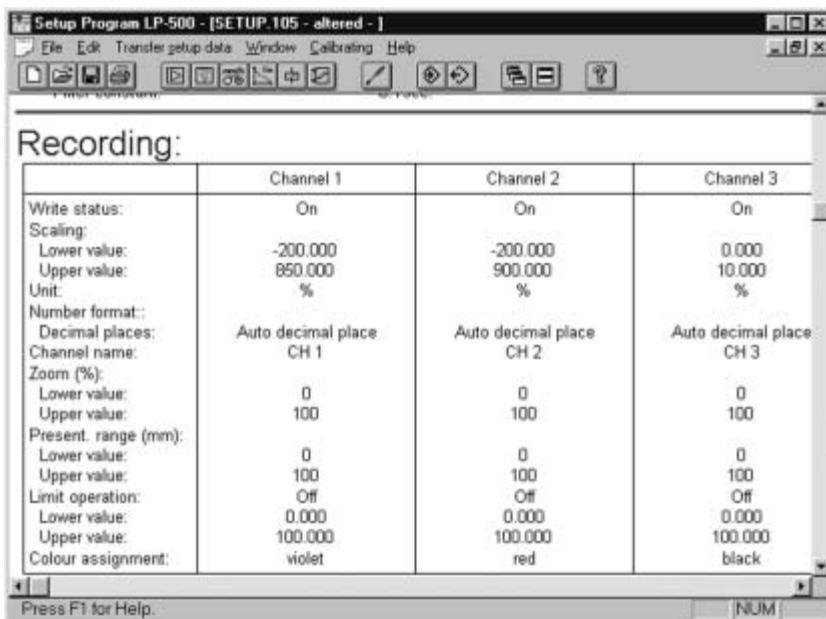 Setup Program LP-500 - [SETUP.105 - altered - ]
File Edit Transfer setup data Window Calibrating Help
Filter constant:
Recording:
Channel 1 Channel 2 Channel 3
Write status: On On On
Scaling:
Lower value: -200.000 -200.000 0.000
Upper value: 850.000 900.000 10.000
Unit: % % %
Number format::
Decimal places: Auto decimal place Auto decimal place Auto decimal place
Channel name: CH 1 CH 2 CH 3
Zoom (%):
Lower value: 0 0 0
Upper value: 100 100 100
Present. range (mm):
Lower value: 0 0 0
Upper value: 100 100 100
Limit operation: Off Off Off
Lower value: 0.000 0.000 0.000
Upper value: 100.000 100.000 100.000
Colour assignment: violet red black
Press F1 for Help. NUM